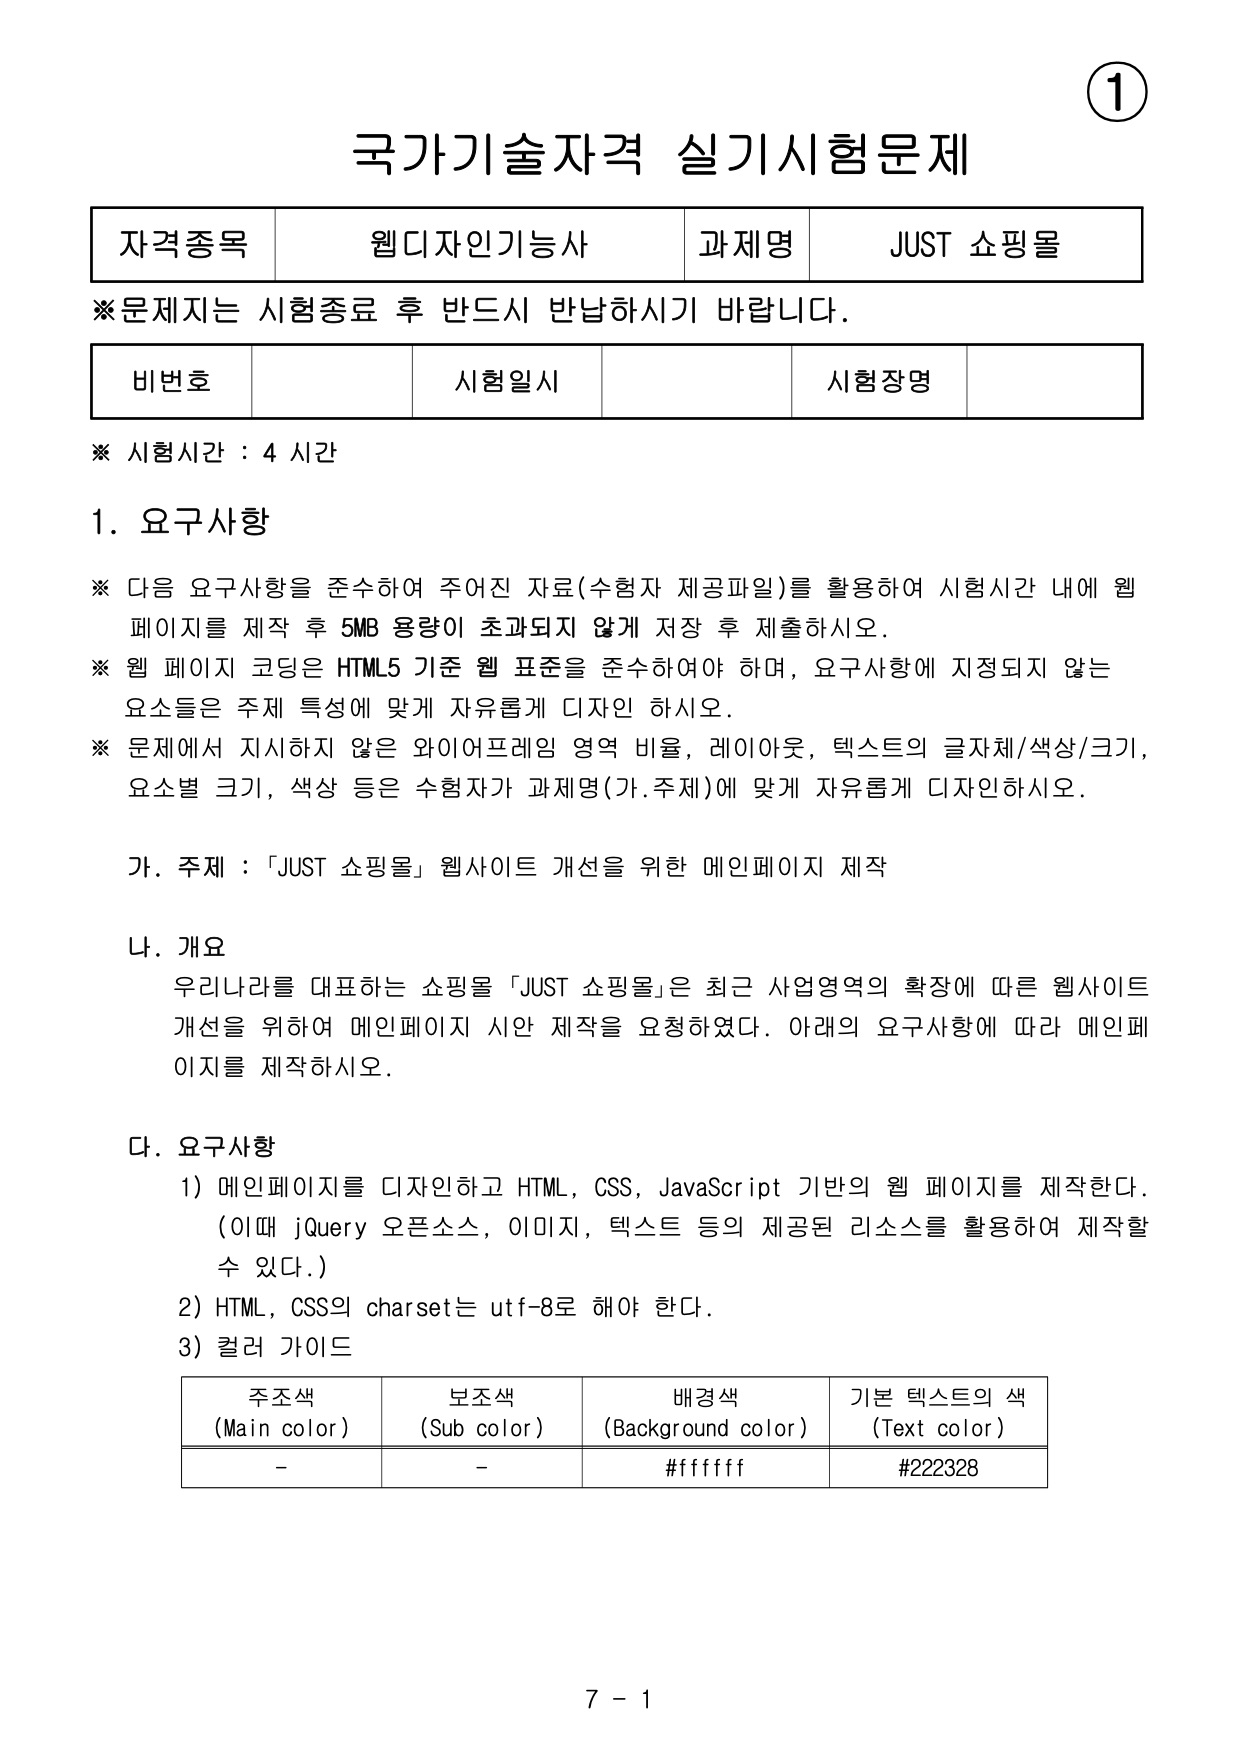 ①
국가기술자격 실기시험문제
자격종목 웹디자인기능사 과제명 JUST 쇼핑몰
※문제지는 시험종료 후 반드시 반납하시기 바랍니다.
비번호 시험일시 시험장명
※ 시험시간 : 4 시간
1. 요구사항
※ 다음 요구사항을 준수하여 주어진 자료(수험자 제공파일)를 활용하여 시험시간 내에 웹
페이지를 제작 후 5MB 용량이 초과되지 않게 저장 후 제출하시오.
※ 웹 페이지 코딩은 HTML5 기준 웹 표준을 준수하여야 하며, 요구사항에 지정되지 않는
요소들은 주제 특성에 맞게 자유롭게 디자인 하시오.
※ 문제에서 지시하지 않은 와이어프레임 영역 비율, 레이아웃, 텍스트의 글자체/색상/크기,
요소별 크기, 색상 등은 수험자가 과제명(가.주제)에 맞게 자유롭게 디자인하시오.
가. 주제 :「JUST 쇼핑몰」웹사이트 개선을 위한 메인페이지 제작
나. 개요
우리나라를 대표하는 쇼핑몰「JUST 쇼핑몰」은 최근 사업영역의 확장에 따른 웹사이트
개선을 위하여 메인페이지 시안 제작을 요청하였다. 아래의 요구사항에 따라 메인페
이지를 제작하시오.
다. 요구사항
1) 메인페이지를 디자인하고 HTML, CSS, JavaScript 기반의 웹 페이지를 제작한다.
(이때 jQuery 오픈소스, 이미지, 텍스트 등의 제공된 리소스를 활용하여 제작할
수 있다.)
2) HTML, CSS의 charset는 utf-8로 해야 한다.
3) 컬러 가이드
주조색 보조색 배경색 기본 텍스트의 색
(Main color) (Sub color) (Background color) (Text color)
- - #ffffff #222328
7 - 1